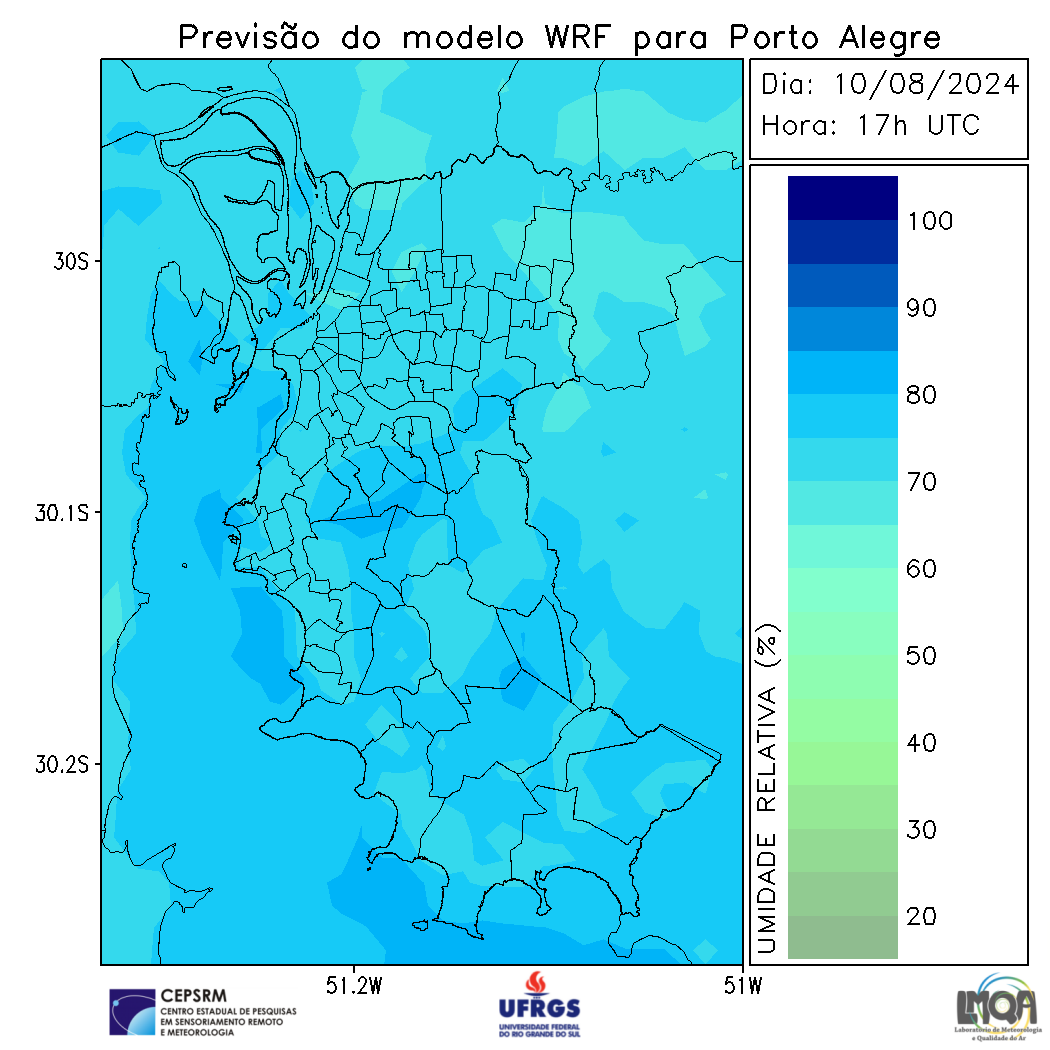 Previsão do modelo WRF para Porto Alegre
Dia: 10/08/2024
Hora: 17h UTC
30S
30.1S
30.2S
51.2W
51W
UMIDADE RELATIVA (%)
100
90
80
70
60
50
40
30
20
CEPSRM
CENTRO ESTADUAL DE PESQUISAS
EM SENSORIAMENTO REMOTO
E METEOROLOGIA
UFRGS
UNIVERSIDADE FEDERAL
DO RIO GRANDE DO SUL
LMQA
Laboratório de Meteorologia
e Qualidade do Ar